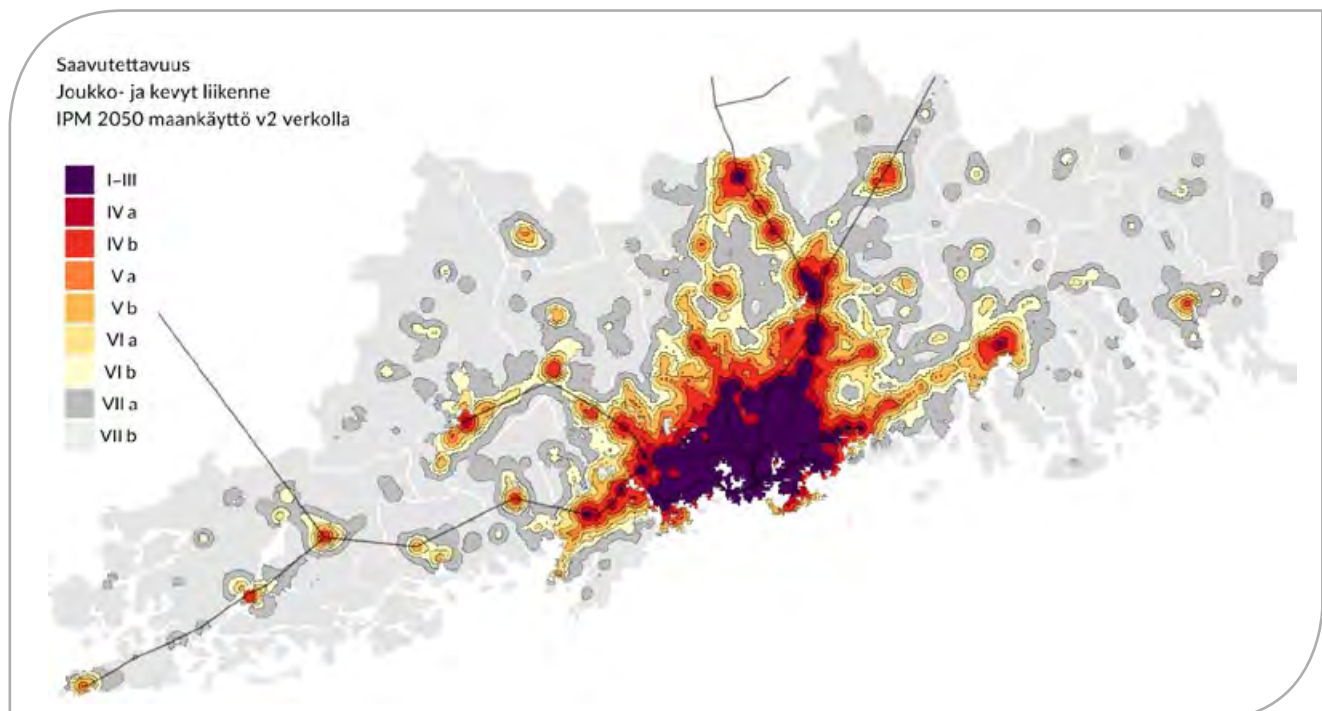 Saavutettavuus
Joukko- ja kevyt liikenne
IPM 2050 maankäyttö v2 verkolla
I–III
IV a
IV b
V a
V b
VI a
VI b
VII a
VII b